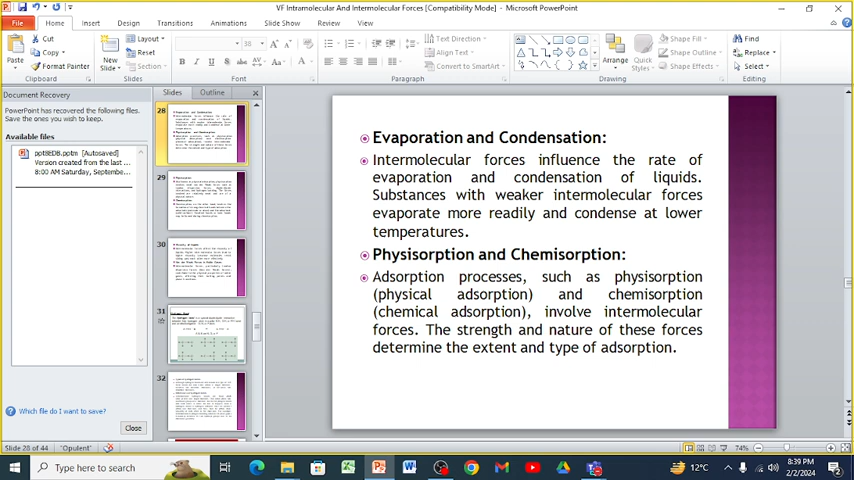 VF Intramolecular And Intermolecular Forces [Compatibility Mode] - Microsoft PowerPoint
File Home Insert Design Transitions Animations Slide Show Review View
Cut
Copy
Format Painter
Paste
Clipboard
New
Slide
Layout
Reset
Section
Slides
38
Font
Text Direction
Align Text
Convert to SmartArt
Paragraph
Arrange
Quick
Styles
Shape Fill
Shape Outline
Shape Effects
Drawing
Find
Replace
Select
Editing
Document Recovery
PowerPoint has recovered the following files.
Save the ones you wish to keep.
Available files
ppt8EDB.pptm [Autosaved]
Version created from the last ...
8:00 AM Saturday, Septembe...
Which file do I want to save?
Close
Slides Outline
28
29
30
31
32
Evaporation and Condensation:
Intermolecular forces influence the rate of
evaporation and condensation of liquids.
Substances with weaker intermolecular forces
evaporate more readily and condense at lower
temperatures.
Physisorption and Chemisorption:
Adsorption processes, such as physisorption
(physical adsorption) and chemisorption
(chemical adsorption), involve intermolecular
forces. The strength and nature of these forces
determine the extent and type of adsorption.
Slide 28 of 44 "Opulent" 74%
Type here to search
12°C
8:39 PM
2/2/2024